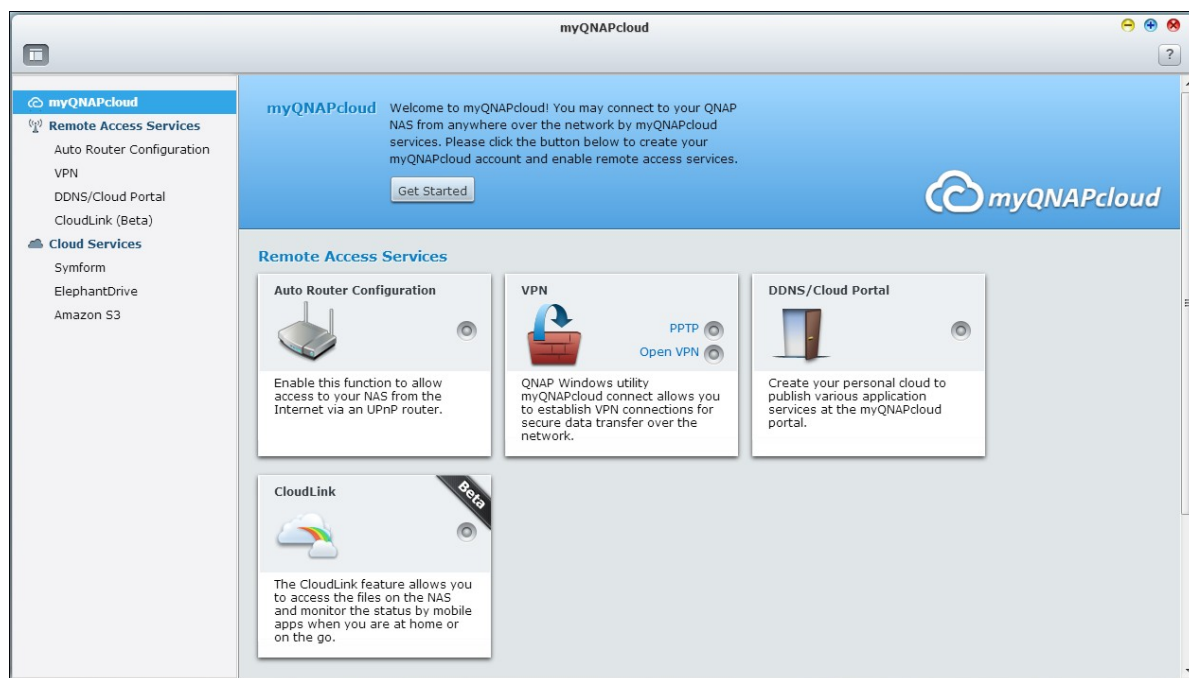 myQNAPcloud
?
myQNAPcloud
Remote Access Services
Auto Router Configuration
VPN
DDNS/Cloud Portal
CloudLink (Beta)
Cloud Services
Symform
ElephantDrive
Amazon S3
myQNAPcloud
Welcome to myQNAPcloud! You may connect to your QNAP
NAS from anywhere over the network by myQNAPcloud
services. Please click the button below to create your
myQNAPcloud account and enable remote access services.
Get Started
myQNAPcloud
Remote Access Services
Auto Router Configuration
Enable this function to allow
access to your NAS from the
Internet via an UPnP router.
VPN
PPTP
Open VPN
QNAP Windows utility
myQNAPcloud connect allows you
to establish VPN connections for
secure data transfer over the
network.
DDNS/Cloud Portal
Create your personal cloud to
publish various application
services at the myQNAPcloud
portal.
CloudLink
Beta
The CloudLink feature allows you
to access the files on the NAS
and monitor the status by mobile
apps when you are at home or
on the go.